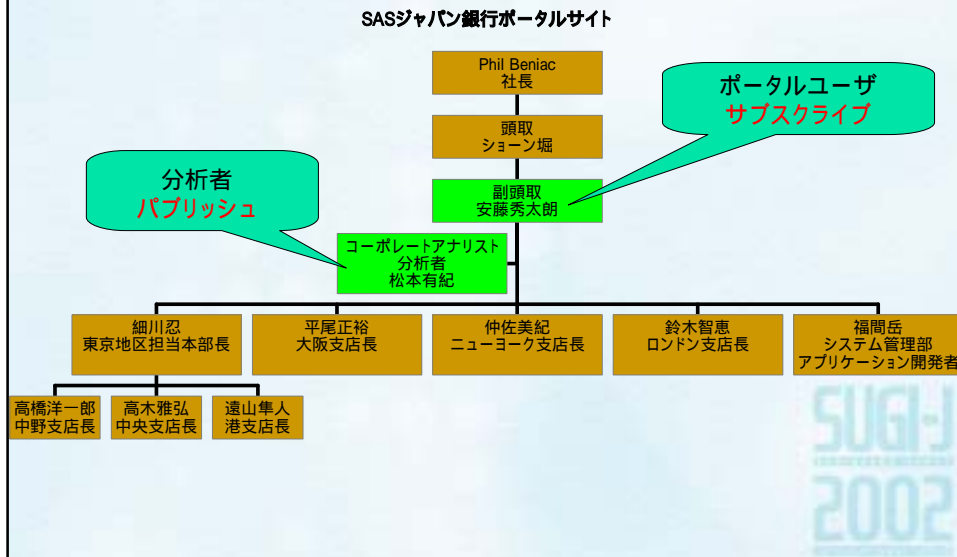 SASジャパン銀行ポータルサイト
Phil Beniac
社長
ポータルユーザ
サブスクライブ
頭取
ショーン堀
分析者
パブリッシュ
副頭取
安藤秀太朗
コーポレートアナリスト
分析者
松本有紀
細川忍
東京地区担当本部長
平尾正裕
大阪支店長
仲佐美紀
ニューヨーク支店長
鈴木智恵
ロンドン支店長
福間岳
システム管理部
アプリケーション開発者
高橋洋一郎
中野支店長
高木雅弘
中央支店長
遠山隼人
港支店長
SUGI-J
2002